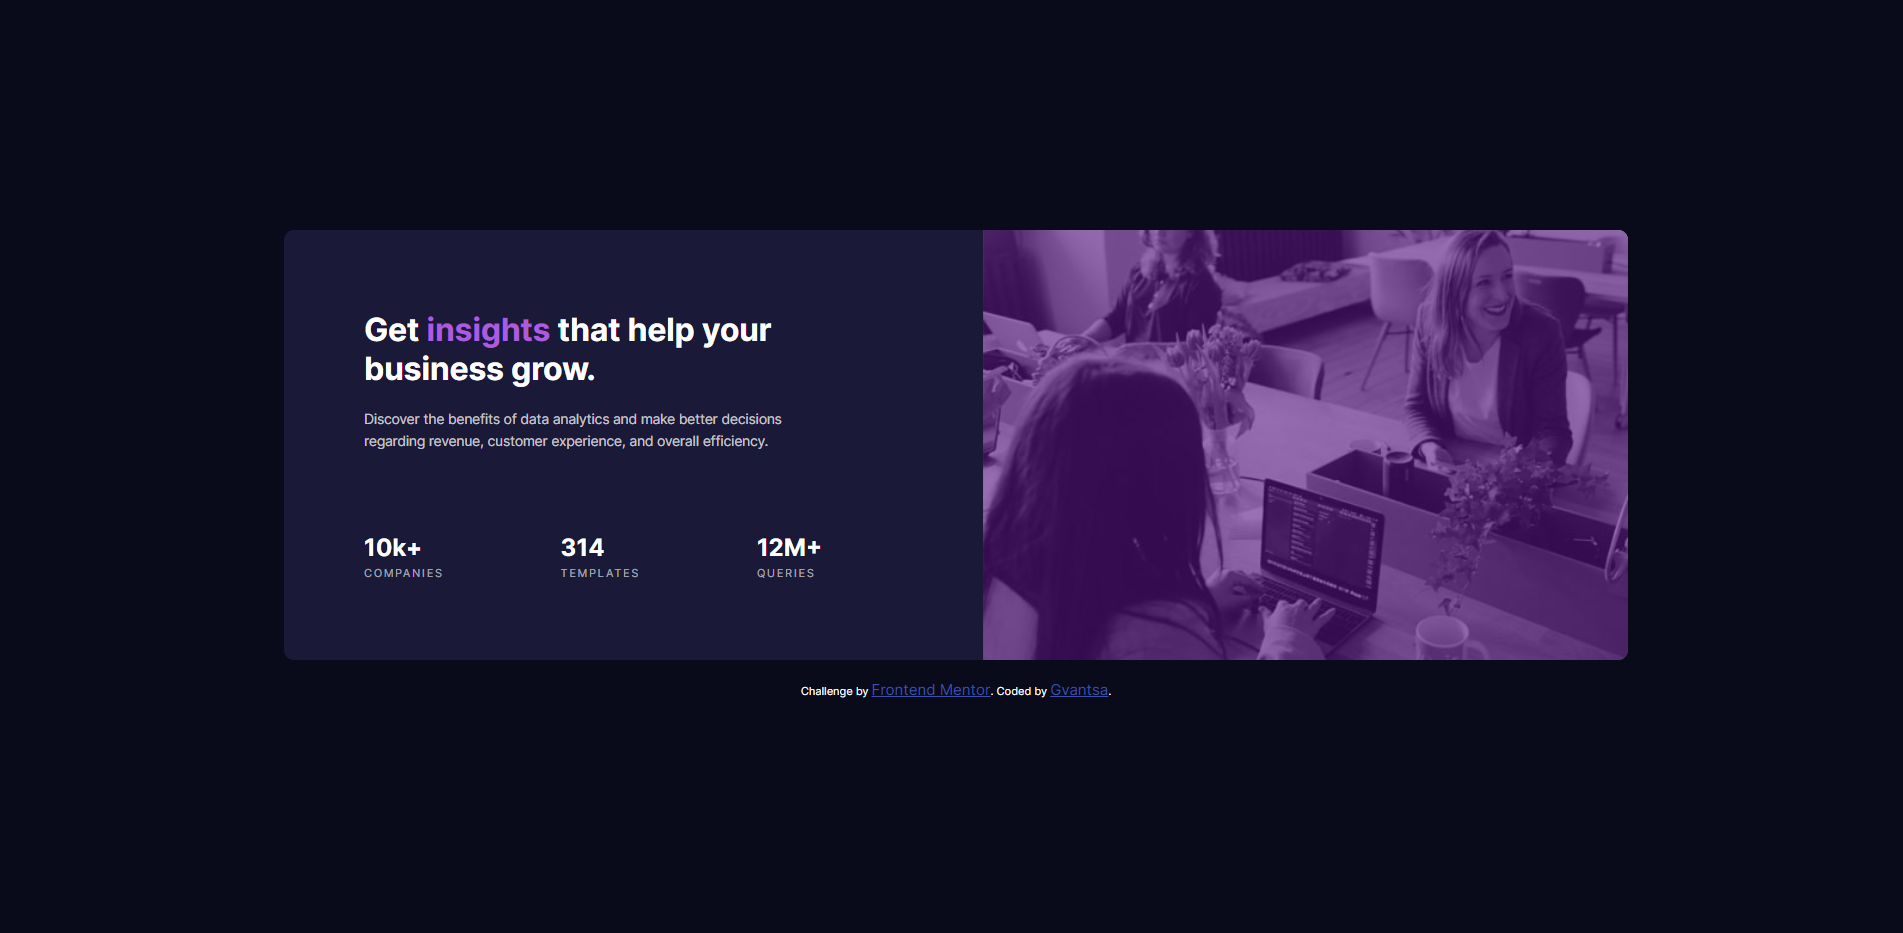 Get insights that help your
business grow.
Discover the benefits of data analytics and make better decisions
regarding revenue, customer experience, and overall efficiency.
10k+ 314 12M+
COMPANIES TEMPLATES QUERIES
Challenge by Frontend Mentor. Coded by Gvantsa.